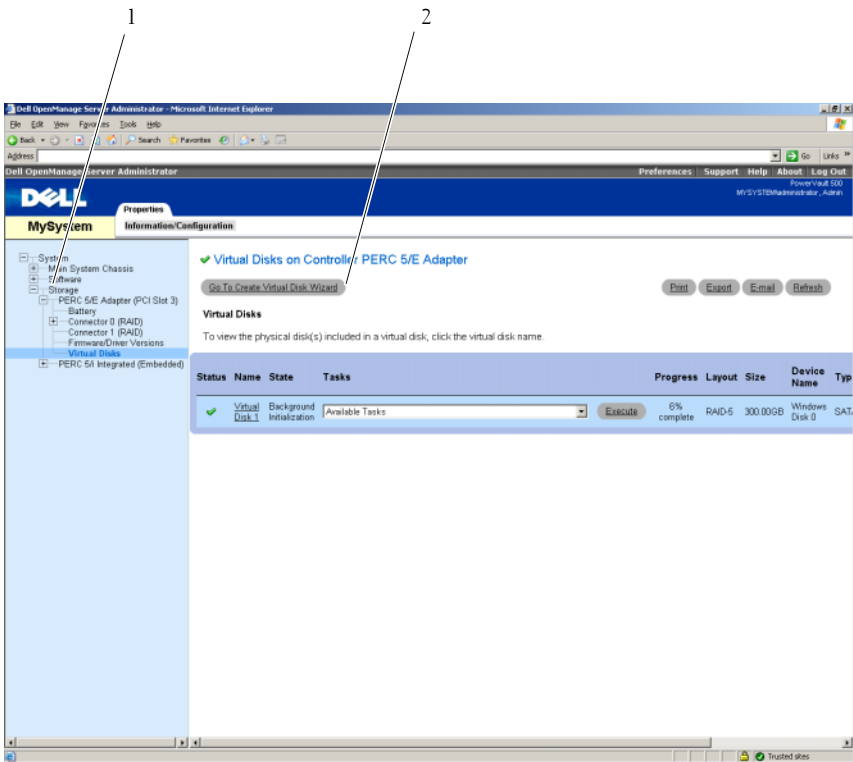 1 2
Dell OpenManage Server Administrator - Microsoft Internet Explorer
File Edit View Favorites Tools Help
Back Search Favorites
Address Go Links »
Dell OpenManage Server Administrator Preferences Support Help About Log Out
DELL
PowerVault 500
MYSYSTEM\administrator, Admin
Properties
MySystem
Information/Configuration
System
Main System Chassis
Software
Storage
PERC 5/E Adapter (PCI Slot 3)
Battery
Connector 0 (RAID)
Connector 1 (RAID)
Firmware/Driver Versions
Virtual Disks
PERC 5/i Integrated (Embedded)
Virtual Disks on Controller PERC 5/E Adapter
Go To Create Virtual Disk Wizard Print Export E-mail Refresh
Virtual Disks
To view the physical disk(s) included in a virtual disk, click the virtual disk name.
Status Name State Tasks Progress Layout Size Device Name Typ
Virtual Disk 1 Background Initialization Available Tasks Execute 6% complete RAID-5 300.00GB Windows Disk 0 SATA
Trusted sites